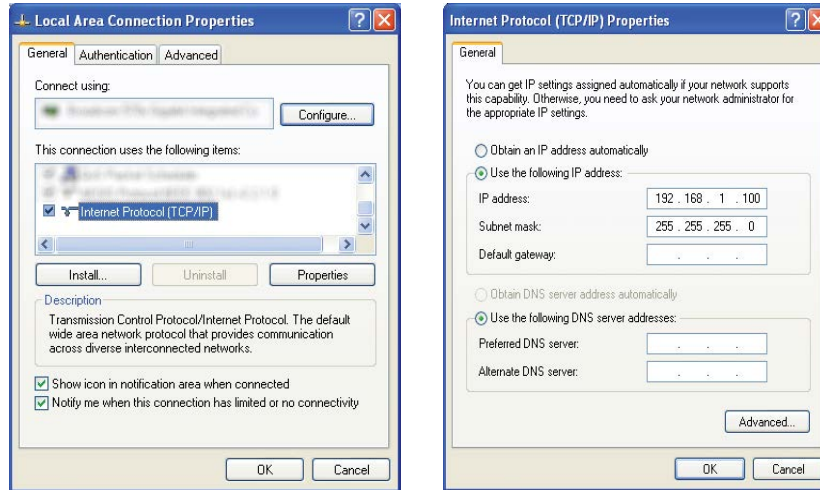 Local Area Connection Properties
General
Authentication
Advanced
Connect using:
Configure...
This connection uses the following items:
Internet Protocol (TCP/IP)
Install...
Uninstall
Properties
Description
Transmission Control Protocol/Internet Protocol. The default
wide area network protocol that provides communication
across diverse interconnected networks.
Show icon in notification area when connected
Notify me when this connection has limited or no connectivity
OK
Cancel
Internet Protocol (TCP/IP) Properties
General
You can get IP settings assigned automatically if your network supports
this capability. Otherwise, you need to ask your network administrator for
the appropriate IP settings.
Obtain an IP address automatically
Use the following IP address:
IP address: 192 . 168 . 1 . 100
Subnet mask: 255 . 255 . 255 . 0
Default gateway: . . .
Obtain DNS server address automatically
Use the following DNS server addresses:
Preferred DNS server: . . .
Alternate DNS server: . . .
Advanced...
OK
Cancel